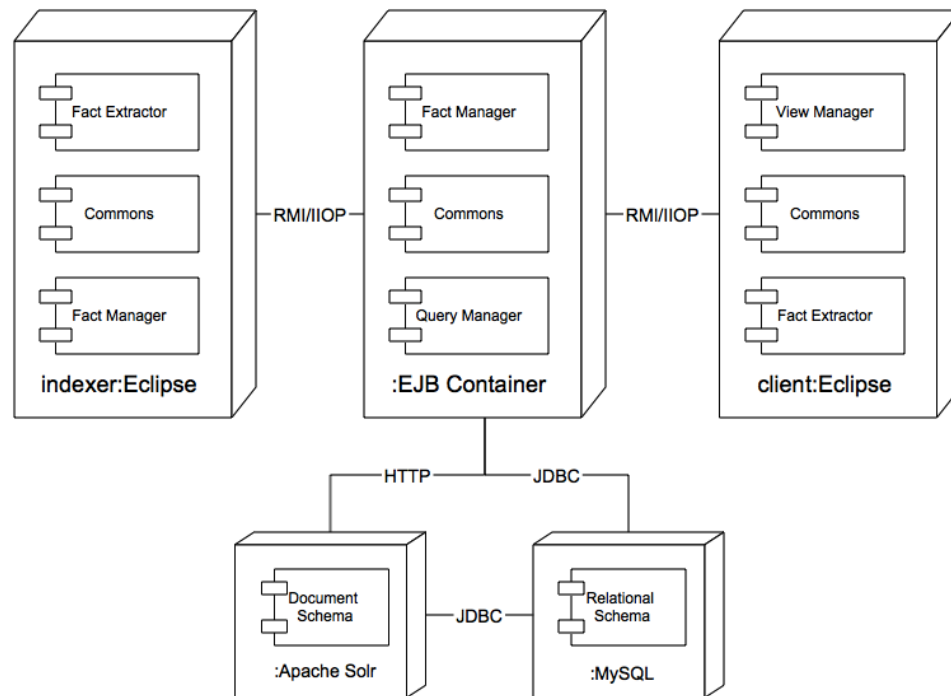 Fact Extractor
Commons
Fact Manager
indexer:Eclipse
RMI/IIOP
Fact Manager
Commons
Query Manager
:EJB Container
RMI/IIOP
View Manager
Commons
Fact Extractor
client:Eclipse
HTTP
JDBC
Document
Schema
:Apache Solr
JDBC
Relational
Schema
:MySQL